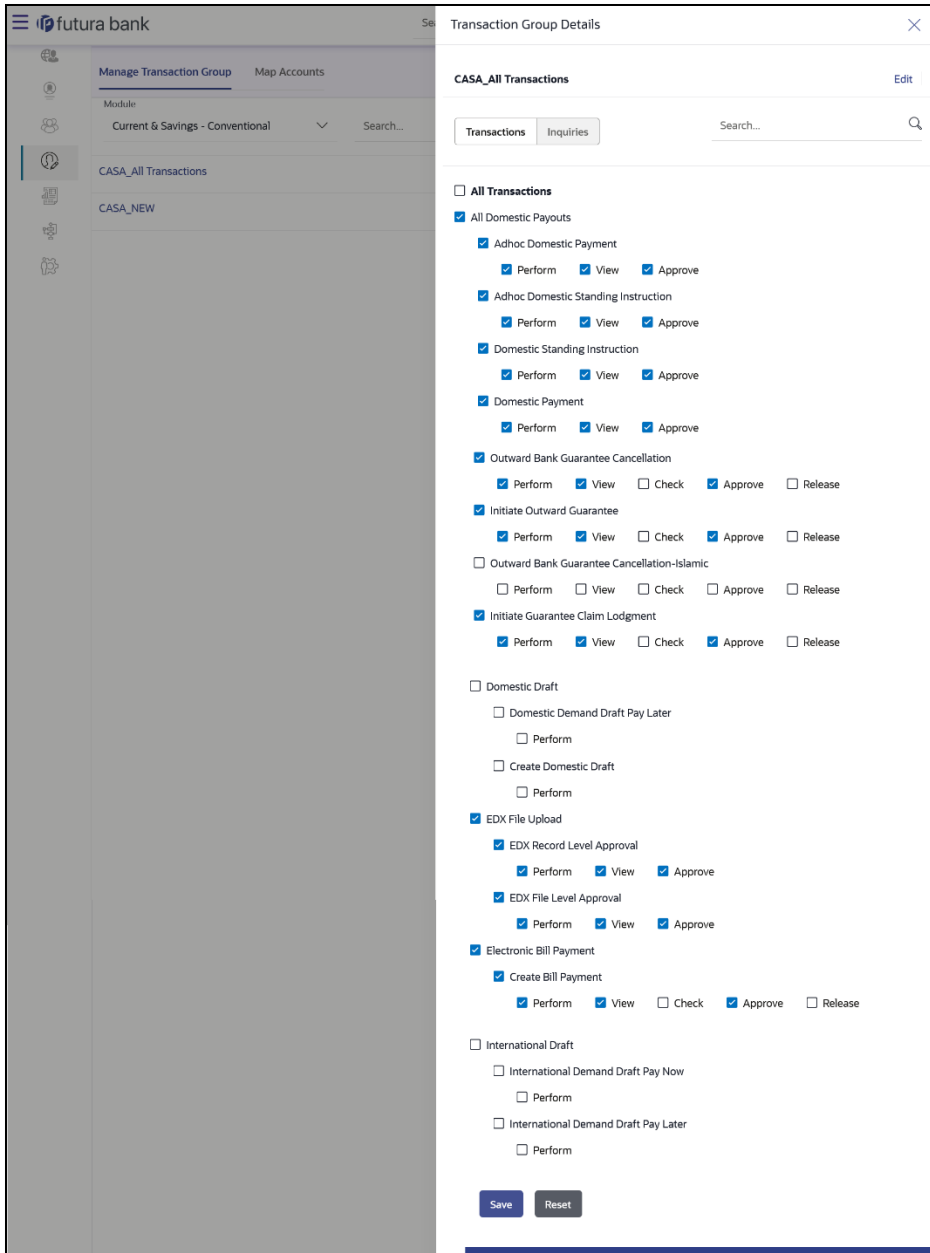 futura bank
Sea
Manage Transaction Group Map Accounts
Module
Current & Savings - Conventional Search...
CASA_All Transactions
CASA_NEW
Transaction Group Details
CASA_All Transactions Edit
Transactions Inquiries Search...
All Transactions
All Domestic Payouts
Adhoc Domestic Payment
Perform View Approve
Adhoc Domestic Standing Instruction
Perform View Approve
Domestic Standing Instruction
Perform View Approve
Domestic Payment
Perform View Approve
Outward Bank Guarantee Cancellation
Perform View Check Approve Release
Initiate Outward Guarantee
Perform View Check Approve Release
Outward Bank Guarantee Cancellation-Islamic
Perform View Check Approve Release
Initiate Guarantee Claim Lodgment
Perform View Check Approve Release
Domestic Draft
Domestic Demand Draft Pay Later
Perform
Create Domestic Draft
Perform
EDX File Upload
EDX Record Level Approval
Perform View Approve
EDX File Level Approval
Perform View Approve
Electronic Bill Payment
Create Bill Payment
Perform View Check Approve Release
International Draft
International Demand Draft Pay Now
Perform
International Demand Draft Pay Later
Perform
Save Reset